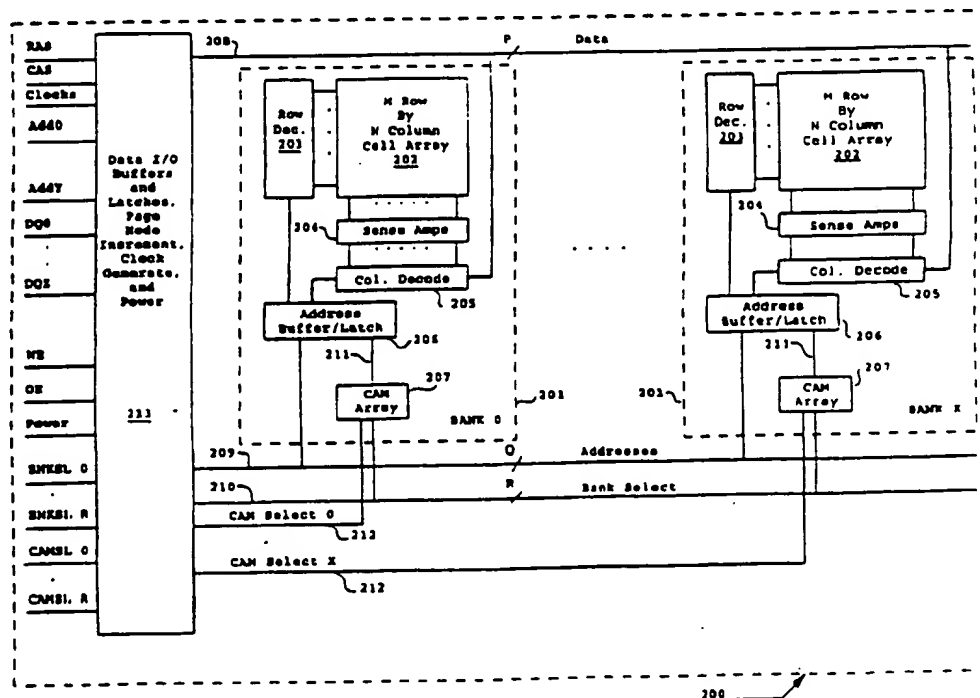 RAS
CAS
Clocks
Add0
AddY
DQ0
DQZ
WE
OE
Power
BNKSL 0
BNKSL R
CAMSL 0
CAMSL R
Data I/O
Buffers
and
Latches,
Page
Mode
Increment,
Clock
Generate,
and
Power
213
208
P
Data
Row
Dec.
203
M Row
By
N Column
Cell Array
202
204
Sense Amps
Col. Decode
205
Address
Buffer/Latch
206
211
207
CAM
Array
201
BANK 0
Row
Dec.
203
M Row
By
N Column
Cell Array
202
204
Sense Amps
Col. Decode
205
Address
Buffer/Latch
206
211
207
CAM
Array
201
BANK X
209
Q
Addresses
210
R
Bank Select
CAM Select 0
212
CAM Select X
212
200